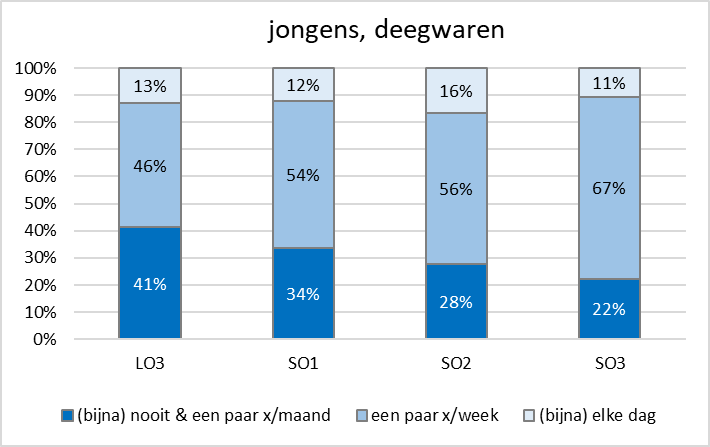 jongens, deegwaren
100%
90%
80%
70%
60%
50%
40%
30%
20%
10%
0%
13% 12% 16% 11%
46% 54% 56% 67%
41% 34% 28% 22%
LO3 SO1 SO2 SO3
(bijna) nooit & een paar x/maand een paar x/week (bijna) elke dag